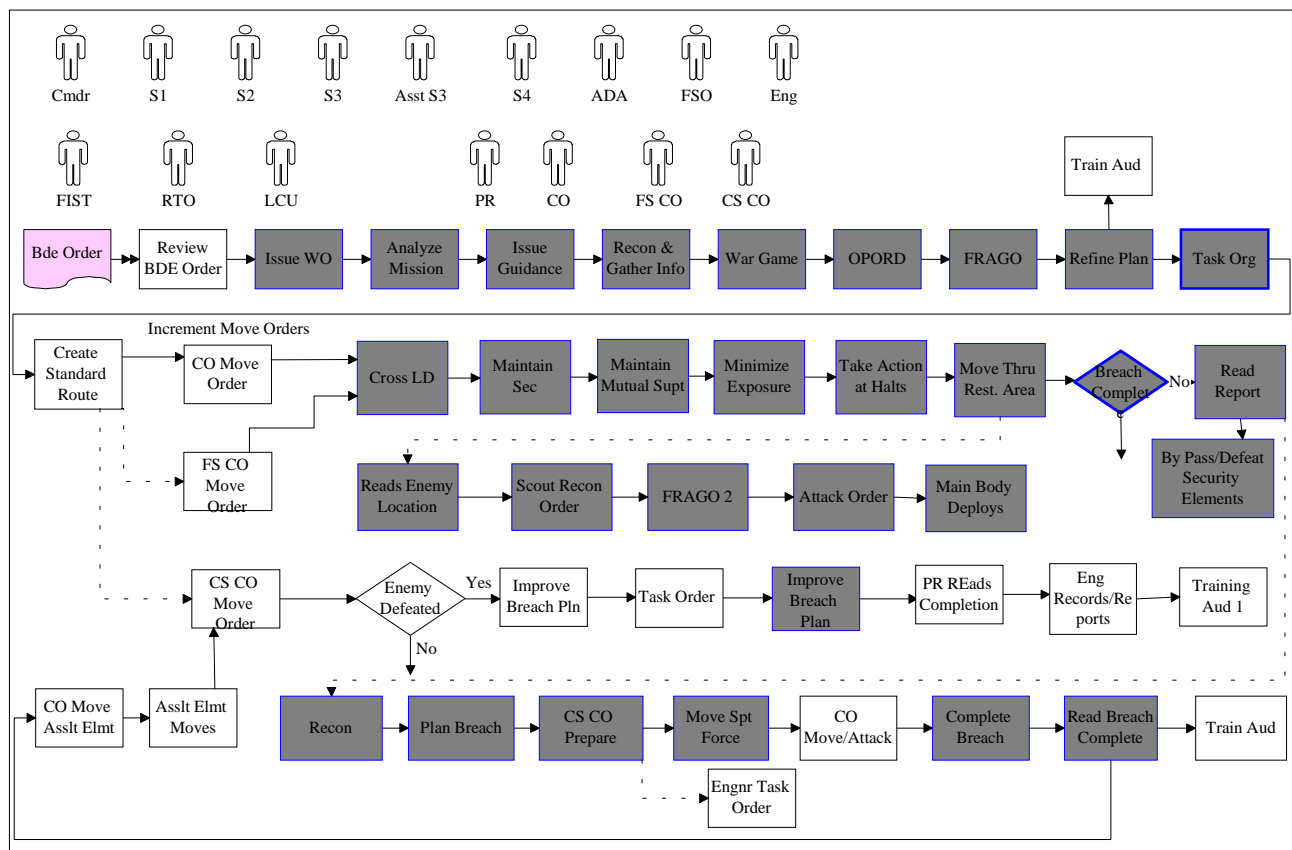 Cmdr
S1
S2
S3
Asst S3
S4
ADA
FSO
Eng
FIST
RTO
LCU
PR
CO
FS CO
CS CO
Train Aud
Bde Order
Review
BDE Order
Issue WO
Analyze
Mission
Issue
Guidance
Recon &
Gather Info
War Game
OPORD
FRAGO
Refine Plan
Task Org
Increment Move Orders
Create
Standard
Route
CO Move
Order
Cross LD
Maintain
Sec
Maintain
Mutual Supt
Minimize
Exposure
Take Action
at Halts
Move Thru
Rest. Area
Breach
Complet
e
No
Read
Report
FS CO
Move
Order
Reads Enemy
Location
Scout Recon
Order
FRAGO 2
Attack Order
Main Body
Deploys
By Pass/Defeat
Security
Elements
CS CO
Move
Order
Enemy
Defeated
Yes
No
Improve
Breach Pln
Task Order
Improve
Breach
Plan
PR REads
Completion
Eng
Records/Re
ports
Training
Aud 1
CO Move
Asslt Elmt
Asslt Elmt
Moves
Recon
Plan Breach
CS CO
Prepare
Move Spt
Force
CO
Move/Attack
Complete
Breach
Read Breach
Complete
Train Aud
Engnr Task
Order